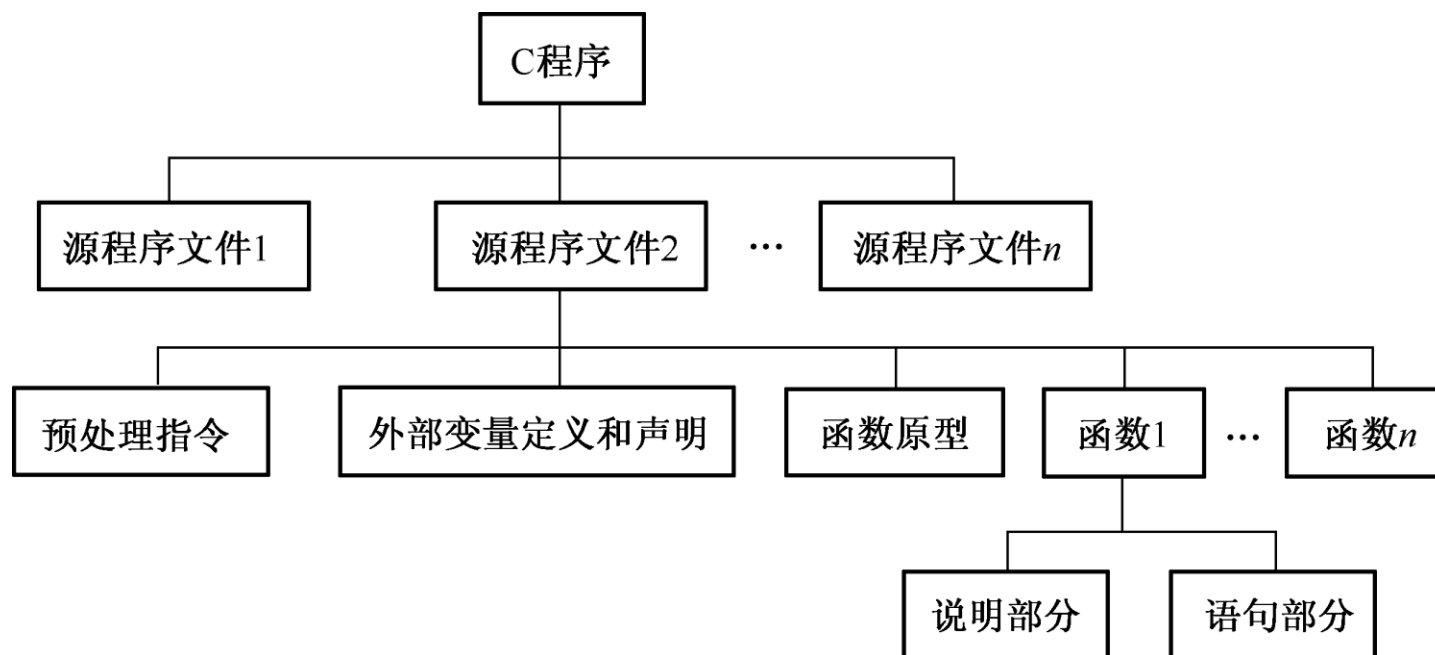 C程序
源程序文件1
源程序文件2
…
源程序文件n
预处理指令
外部变量定义和声明
函数原型
函数1
…
函数n
说明部分
语句部分